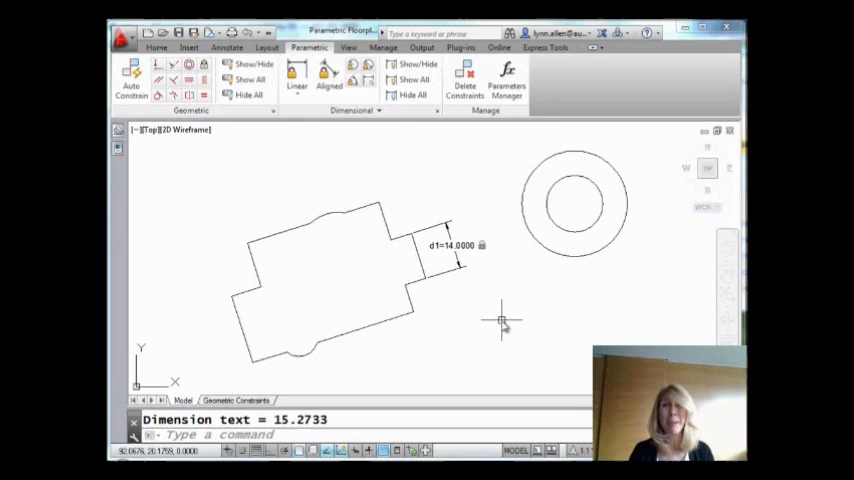 Parametric Floorpl...
Type a keyword or phrase
lynn.allen@au...
Home Insert Annotate Layout Parametric View Manage Output Plug-ins Online Express Tools
Auto
Constrain
Show/Hide
Show All
Hide All
Linear
Aligned
Show/Hide
Show All
Hide All
Delete
Constraints
Parameters
Manager
fx
Geometric
Dimensional
Manage
[−][Top][2D Wireframe]
W TOP E
WCS
d1=14.0000
Y
X
Model Geometric Constraints
Dimension text = 15.2733
Type a command
92.0676, 20.1759, 0.0000
MODEL